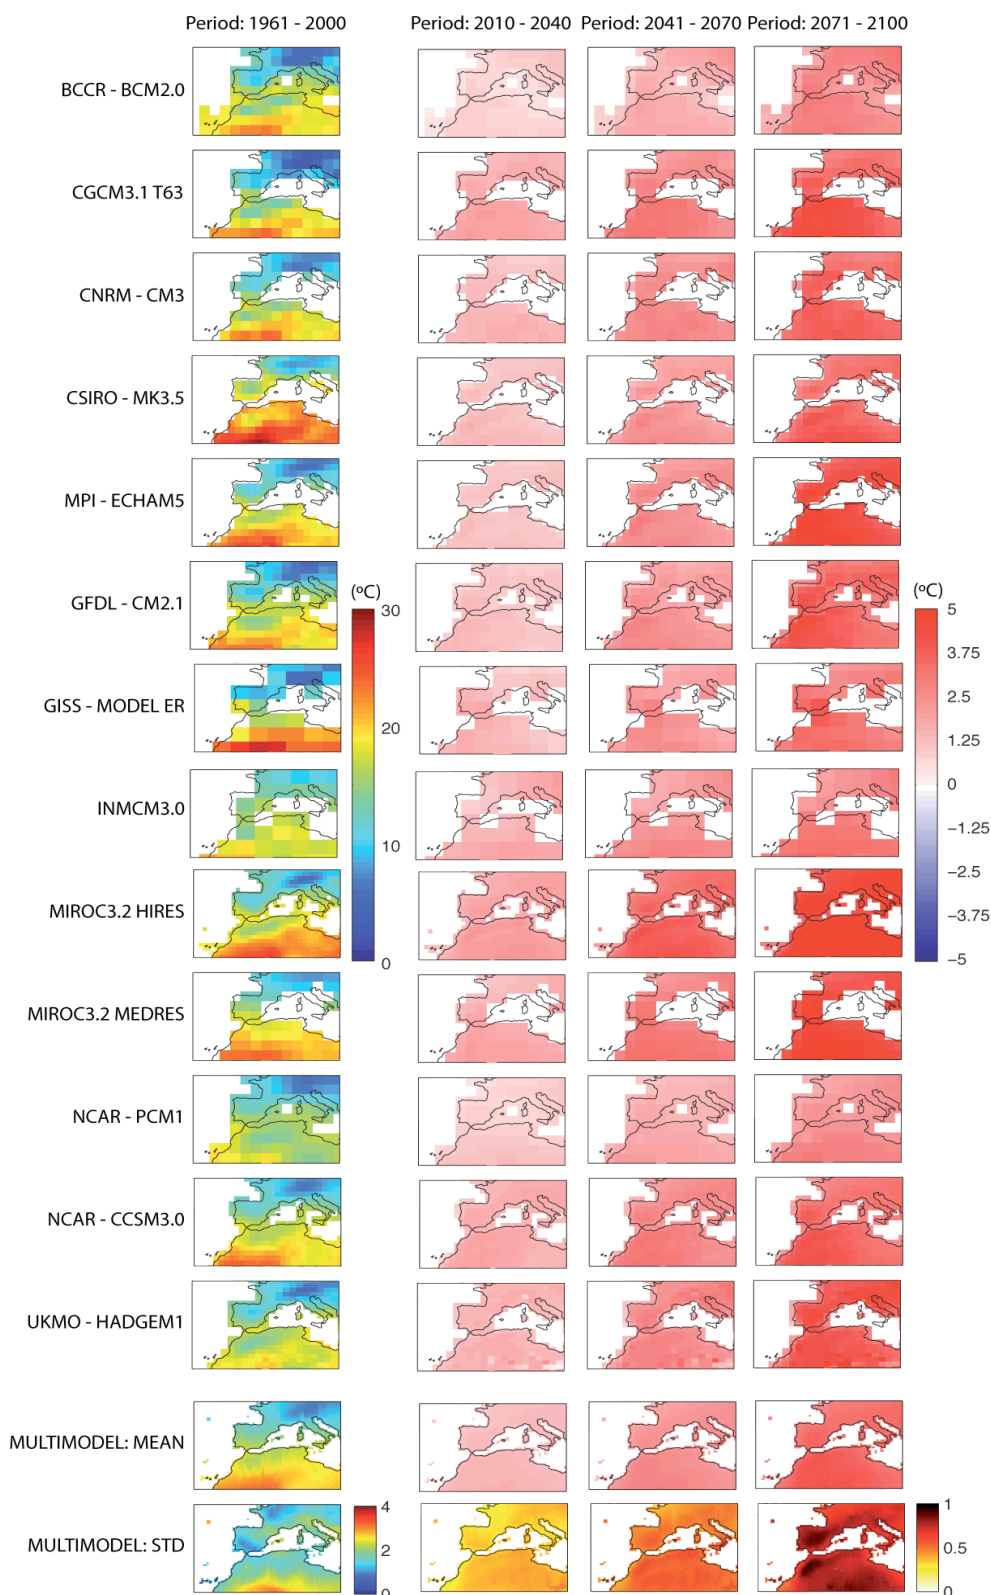 Period: 1961 - 2000
Period: 2010 - 2040
Period: 2041 - 2070
Period: 2071 - 2100
BCCR - BCM2.0
CGCM3.1 T63
CNRM - CM3
CSIRO - MK3.5
MPI - ECHAM5
GFDL - CM2.1
(ºC)
30
20
10
0
(ºC)
5
3.75
2.5
1.25
0
−1.25
−2.5
−3.75
−5
GISS - MODEL ER
INMCM3.0
MIROC3.2 HIRES
MIROC3.2 MEDRES
NCAR - PCM1
NCAR - CCSM3.0
UKMO - HADGEM1
MULTIMODEL: MEAN
MULTIMODEL: STD
4
2
0
1
0.5
0